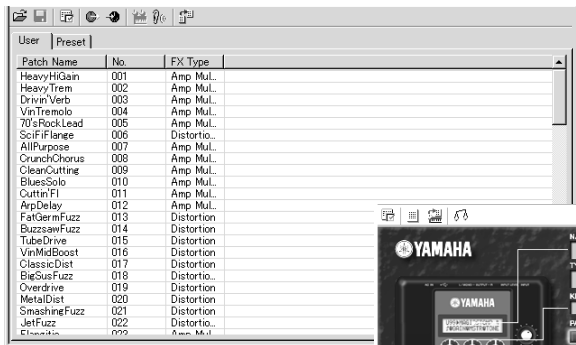 User Preset
Patch Name No. FX Type
HeavyHiGain 001 Amp Mul...
HeavyTrem 002 Amp Mul...
Drivin'Verb 003 Amp Mul...
VinTremolo 004 Amp Mul...
70'sRockLead 005 Amp Mul...
SciFiFlange 006 Distortio...
AllPurpose 007 Amp Mul...
CrunchChorus 008 Amp Mul...
CleanCutting 009 Amp Mul...
BluesSolo 010 Amp Mul...
Cuttin'Fl 011 Amp Mul...
ArpDelay 012 Amp Mul...
FatGermFuzz 013 Distortion
BuzzsawFuzz 014 Distortion
TubeDrive 015 Distortion
VinMidBoost 016 Distortion
ClassicDist 017 Distortion
BigSusFuzz 018 Distortio...
Overdrive 019 Distortion
MetalDist 020 Distortion
SmashingFuzz 021 Distortion
JetFuzz 022 Distortion
YAMAHA
YAMAHA